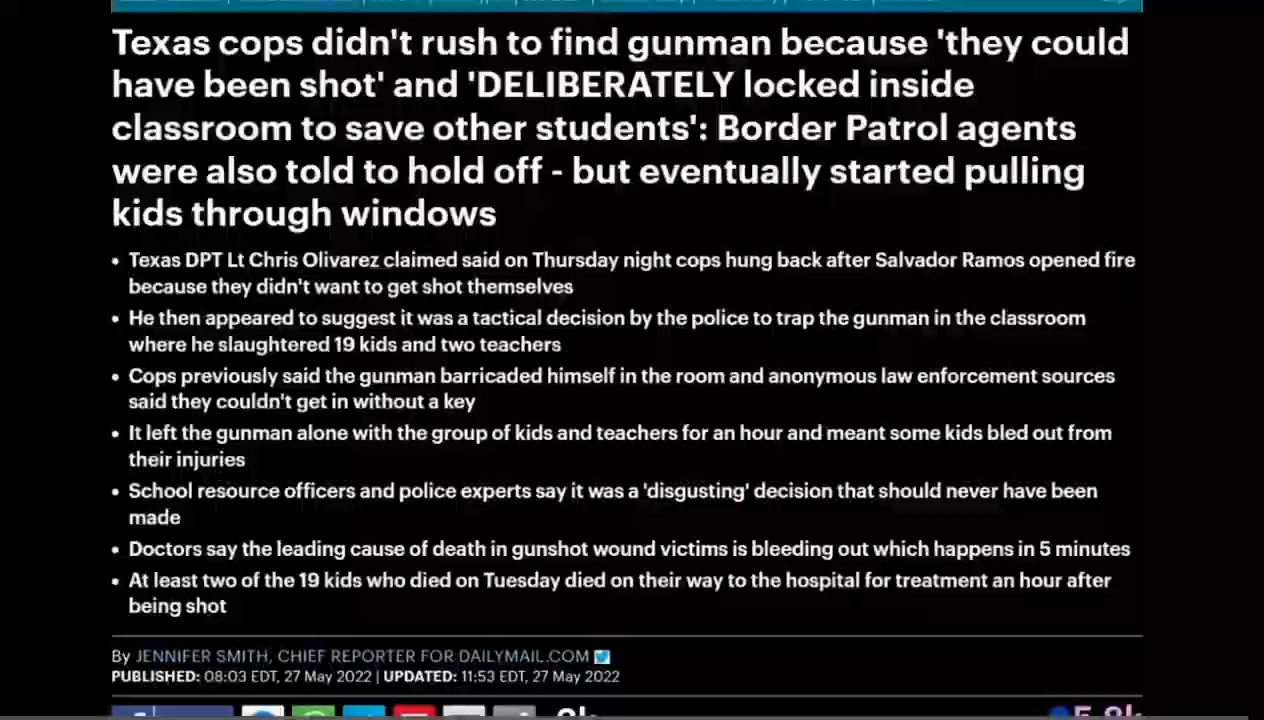 Texas cops didn't rush to find gunman because 'they could
have been shot' and 'DELIBERATELY locked inside
classroom to save other students': Border Patrol agents
were also told to hold off - but eventually started pulling
kids through windows
• Texas DPT Lt Chris Olivarez claimed said on Thursday night cops hung back after Salvador Ramos opened fire
because they didn't want to get shot themselves
• He then appeared to suggest it was a tactical decision by the police to trap the gunman in the classroom
where he slaughtered 19 kids and two teachers
• Cops previously said the gunman barricaded himself in the room and anonymous law enforcement sources
said they couldn't get in without a key
• It left the gunman alone with the group of kids and teachers for an hour and meant some kids bled out from
their injuries
• School resource officers and police experts say it was a 'disgusting' decision that should never have been
made
• Doctors say the leading cause of death in gunshot wound victims is bleeding out which happens in 5 minutes
• At least two of the 19 kids who died on Tuesday died on their way to the hospital for treatment an hour after
being shot
By JENNIFER SMITH, CHIEF REPORTER FOR DAILYMAIL.COM
PUBLISHED: 08:03 EDT, 27 May 2022 | UPDATED: 11:53 EDT, 27 May 2022